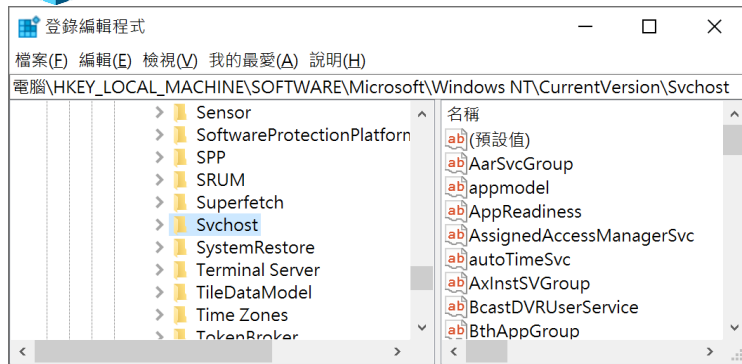 登錄編輯程式
檔案(F) 編輯(E) 檢視(V) 我的最愛(A) 說明(H)
電腦\HKEY_LOCAL_MACHINE\SOFTWARE\Microsoft\Windows NT\CurrentVersion\Svchost
Sensor
SoftwareProtectionPlatforn
SPP
SRUM
Superfetch
Svchost
SystemRestore
Terminal Server
TileDataModel
Time Zones
TokenBroker
名稱
(預設值)
AarSvcGroup
appmodel
AppReadiness
AssignedAccessManagerSvc
autoTimeSvc
AxInstSVGroup
BcastDVRUserService
BthAppGroup